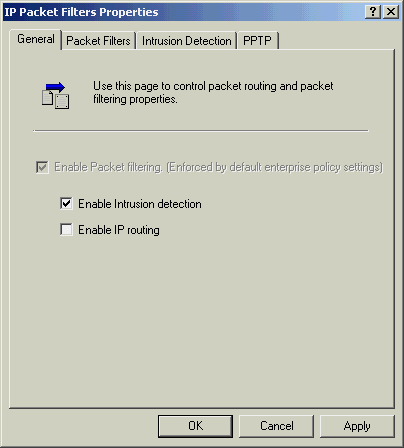 IP Packet Filters Properties
General Packet Filters Intrusion Detection PPTP
Use this page to control packet routing and packet
filtering properties.
Enable Packet filtering. (Enforced by default enterprise policy settings)
Enable Intrusion detection
Enable IP routing
OK Cancel Apply